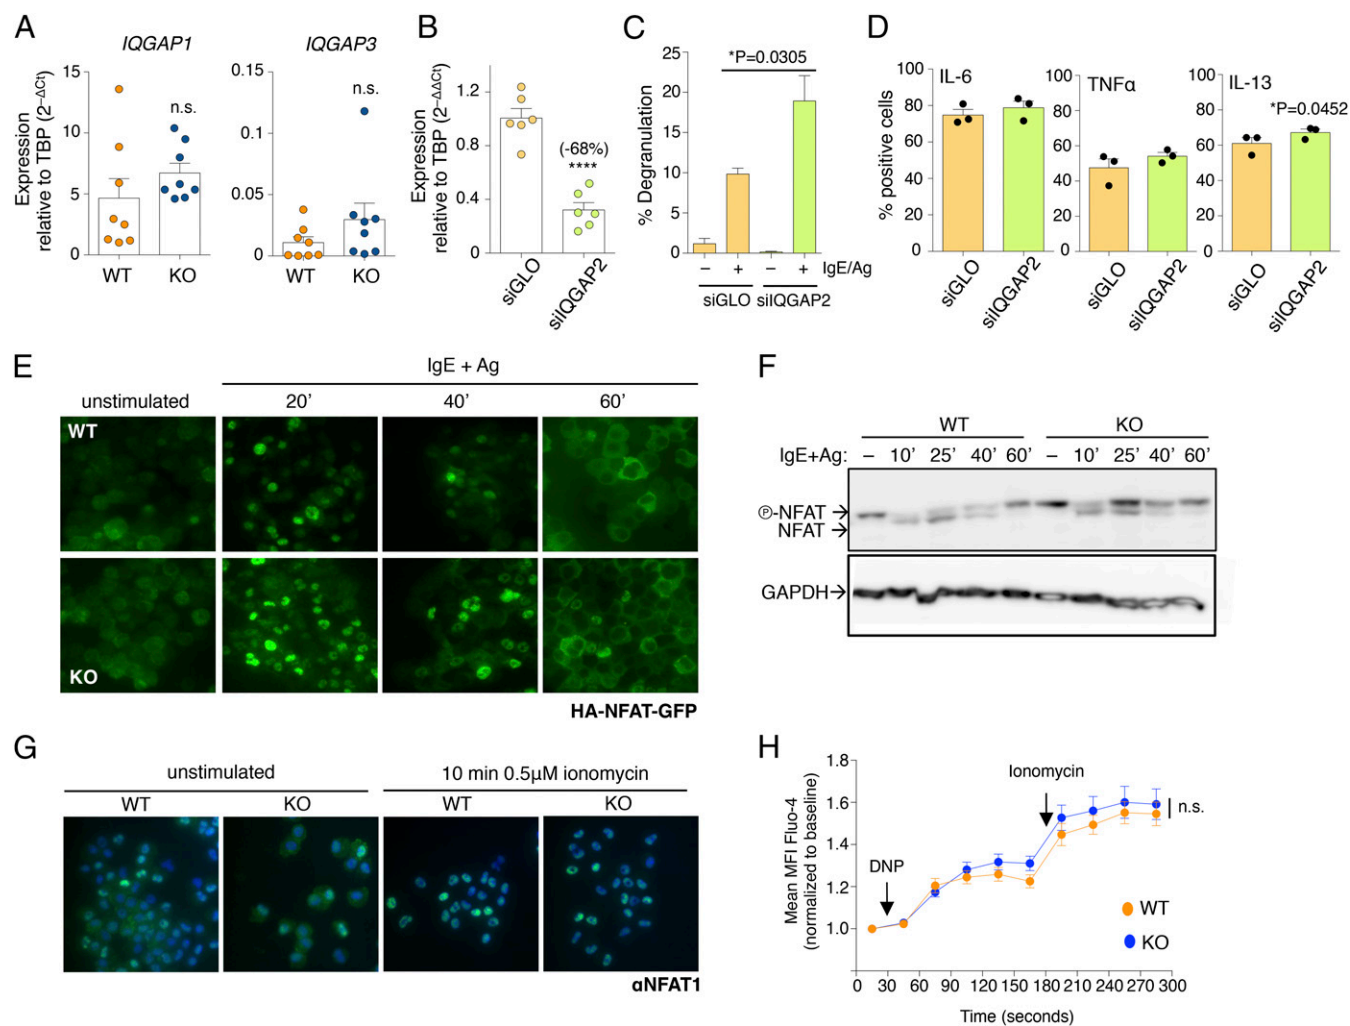 A
IQGAP1
IQGAP3
Expression
relative to TBP (2–ΔΔCt)
15
10
5
0
n.s.
WT
KO
0.15
0.1
0.05
0
n.s.
WT
KO
B
Expression
relative to TBP (2–ΔΔCt)
1.2
0.8
0.4
0
(-68%)
****
siGLO
siIQGAP2
C
% Degranulation
25
20
15
10
5
0
*P=0.0305
– + – + IgE/Ag
siGLO siIQGAP2
D
% positive cells
100
80
60
40
20
0
IL-6
siGLO
siIQGAP2
100
80
60
40
20
0
TNFα
siGLO
siIQGAP2
100
80
60
40
20
0
IL-13
*P=0.0452
siGLO
siIQGAP2
E
IgE + Ag
unstimulated 20’ 40’ 60’
WT
KO
HA-NFAT-GFP
F
WT KO
IgE+Ag: – 10’ 25’ 40’ 60’ – 10’ 25’ 40’ 60’
Ⓟ-NFAT→
NFAT→
GAPDH→
G
unstimulated 10 min 0.5µM ionomycin
WT KO WT KO
αNFAT1
H
Mean MFI Fluo-4
(normalized to baseline)
1.8
1.6
1.4
1.2
1.0
DNP
Ionomycin
n.s.
WT
KO
0 30 60 90 120 150 180 210 240 270 300
Time (seconds)